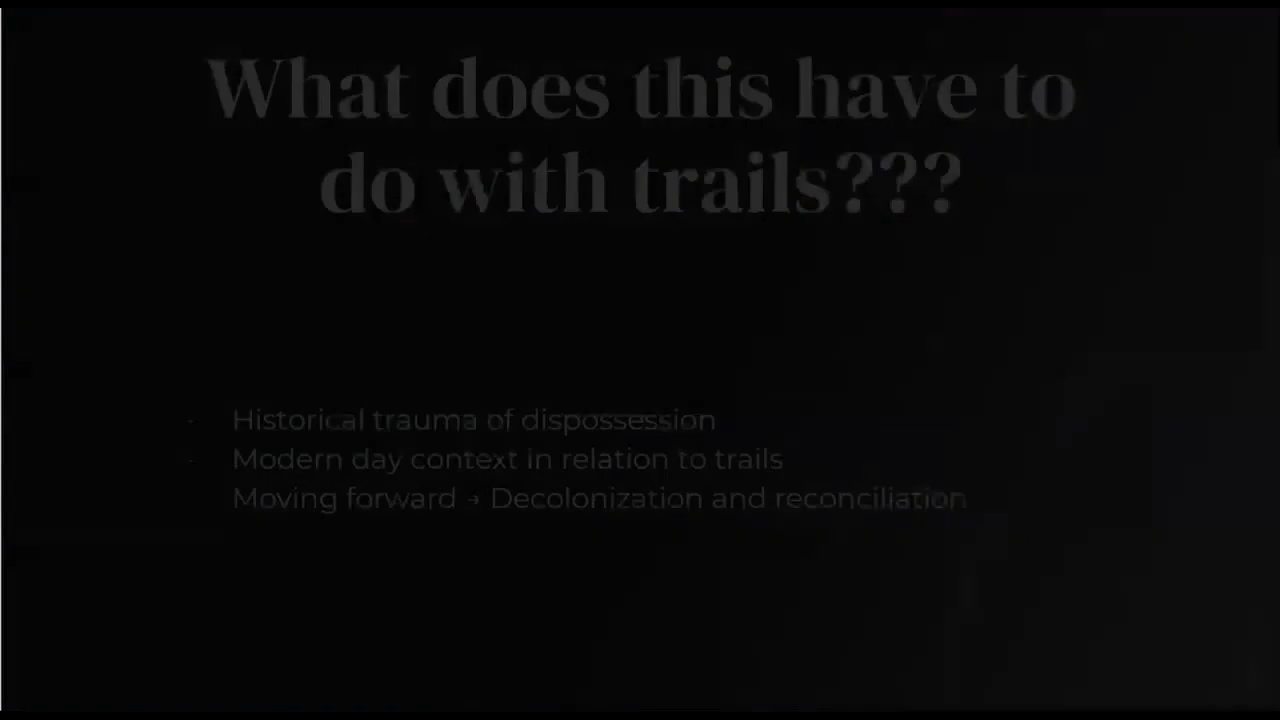 What does this have to
do with trails???
Historical trauma of dispossession
Modern day context in relation to trails
Moving forward → Decolonization and reconciliation